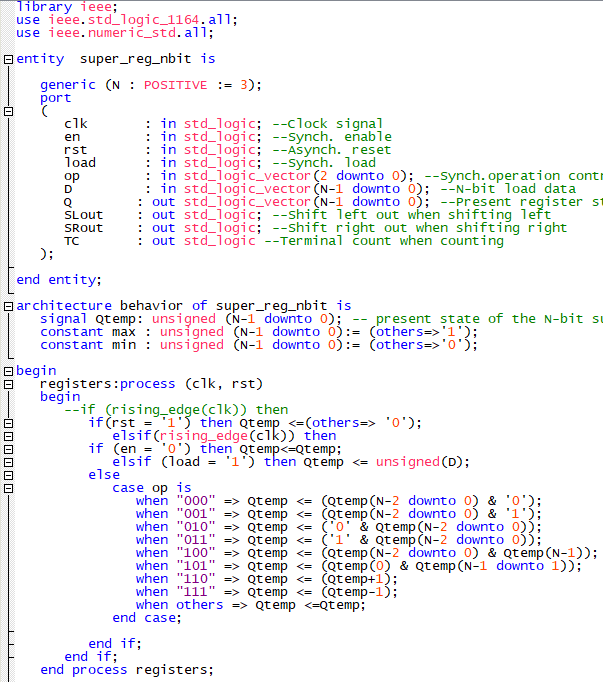 library ieee;
use ieee.std_logic_1164.all;
use ieee.numeric_std.all;
entity  super_reg_nbit is
generic (N : POSITIVE := 3);
port
(
clk       : in std_logic; --Clock signal
en        : in std_logic; --Synch. enable
rst       : in std_logic; --Asynch. reset
load      : in std_logic; --Synch. load
op        : in std_logic_vector(2 downto 0); --Synch.operation contr
D         : in std_logic_vector(N-1 downto 0); --N-bit load data
Q        : out std_logic_vector(N-1 downto 0); --Present register st
SLout    : out std_logic; --Shift left out when shifting left
SRout    : out std_logic; --Shift right out when shifting right
TC       : out std_logic --Terminal count when counting
);
end entity;
architecture behavior of super_reg_nbit is
signal Qtemp: unsigned (N-1 downto 0); -- present state of the N-bit su
constant max : unsigned (N-1 downto 0):= (others=>'1');
constant min : unsigned (N-1 downto 0):= (others=>'0');
begin
registers:process (clk, rst)
begin
--if (rising_edge(clk)) then
if(rst = '1') then Qtemp <=(others=> '0');
elsif(rising_edge(clk)) then
if (en = '0') then Qtemp<=Qtemp;
elsif (load = '1') then Qtemp <= unsigned(D);
else
case op is
when "000" => Qtemp <= (Qtemp(N-2 downto 0) & '0');
when "001" => Qtemp <= (Qtemp(N-2 downto 0) & '1');
when "010" => Qtemp <= ('0' & Qtemp(N-2 downto 0));
when "011" => Qtemp <= ('1' & Qtemp(N-2 downto 0));
when "100" => Qtemp <= (Qtemp(N-2 downto 0) & Qtemp(N-1));
when "101" => Qtemp <= (Qtemp(0) & Qtemp(N-1 downto 1));
when "110" => Qtemp <= (Qtemp+1);
when "111" => Qtemp <= (Qtemp-1);
when others => Qtemp <=Qtemp;
end case;
end if;
end if;
end process registers;